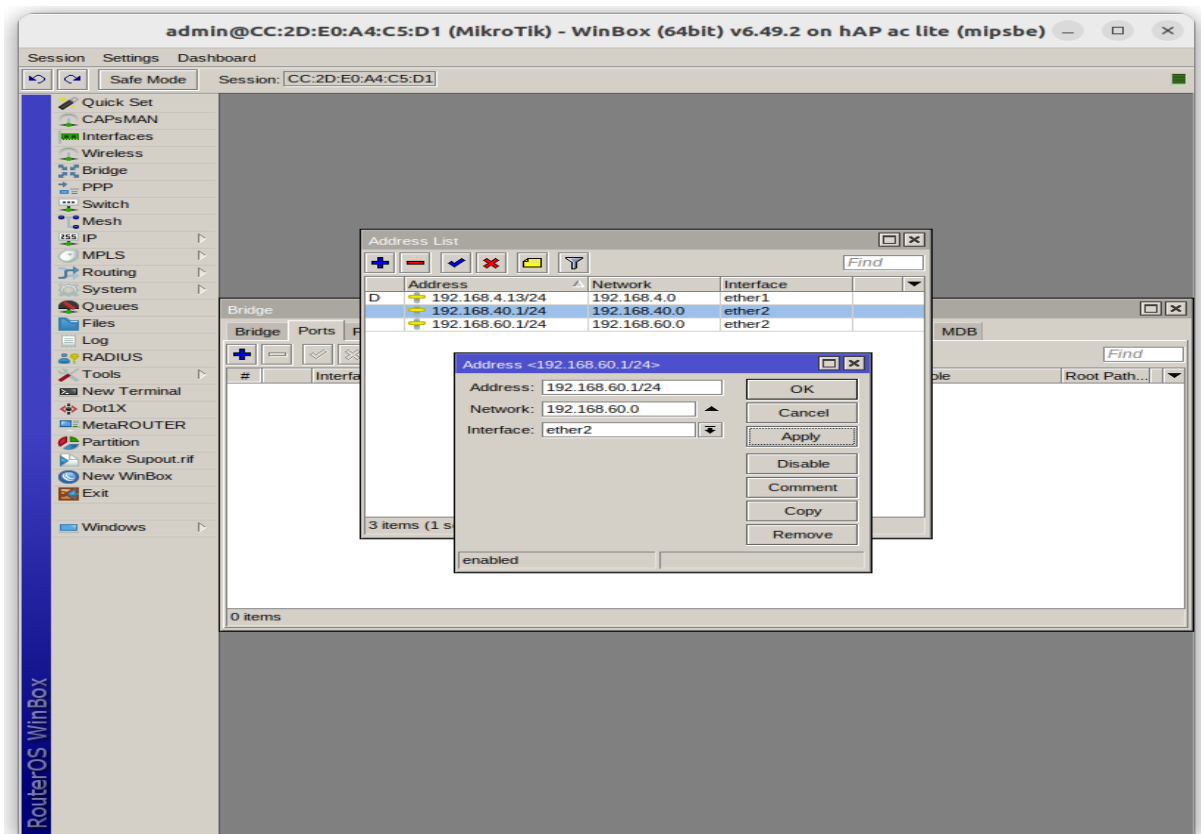 admin@CC:2D:E0:A4:C5:D1 (MikroTik) - WinBox (64bit) v6.49.2 on hAP ac lite (mipsbe)
Session Settings Dashboard
Safe Mode Session: CC:2D:E0:A4:C5:D1
Quick Set
CAPsMAN
Interfaces
Wireless
Bridge
PPP
Switch
Mesh
IP
MPLS
Routing
System
Queues
Files
Log
RADIUS
Tools
New Terminal
Dot1X
MetaROUTER
Partition
Make Supout.rif
New WinBox
Exit
Windows
RouterOS WinBox
Address List
Find
Address Network Interface
D 192.168.4.13/24 192.168.4.0 ether1
192.168.40.1/24 192.168.40.0 ether2
192.168.60.1/24 192.168.60.0 ether2
3 items (1 s
Bridge
Bridge Ports MDB
Find
# Interfa Root Path...
0 items
Address <192.168.60.1/24>
Address: 192.168.60.1/24
Network: 192.168.60.0
Interface: ether2
OK
Cancel
Apply
Disable
Comment
Copy
Remove
enabled